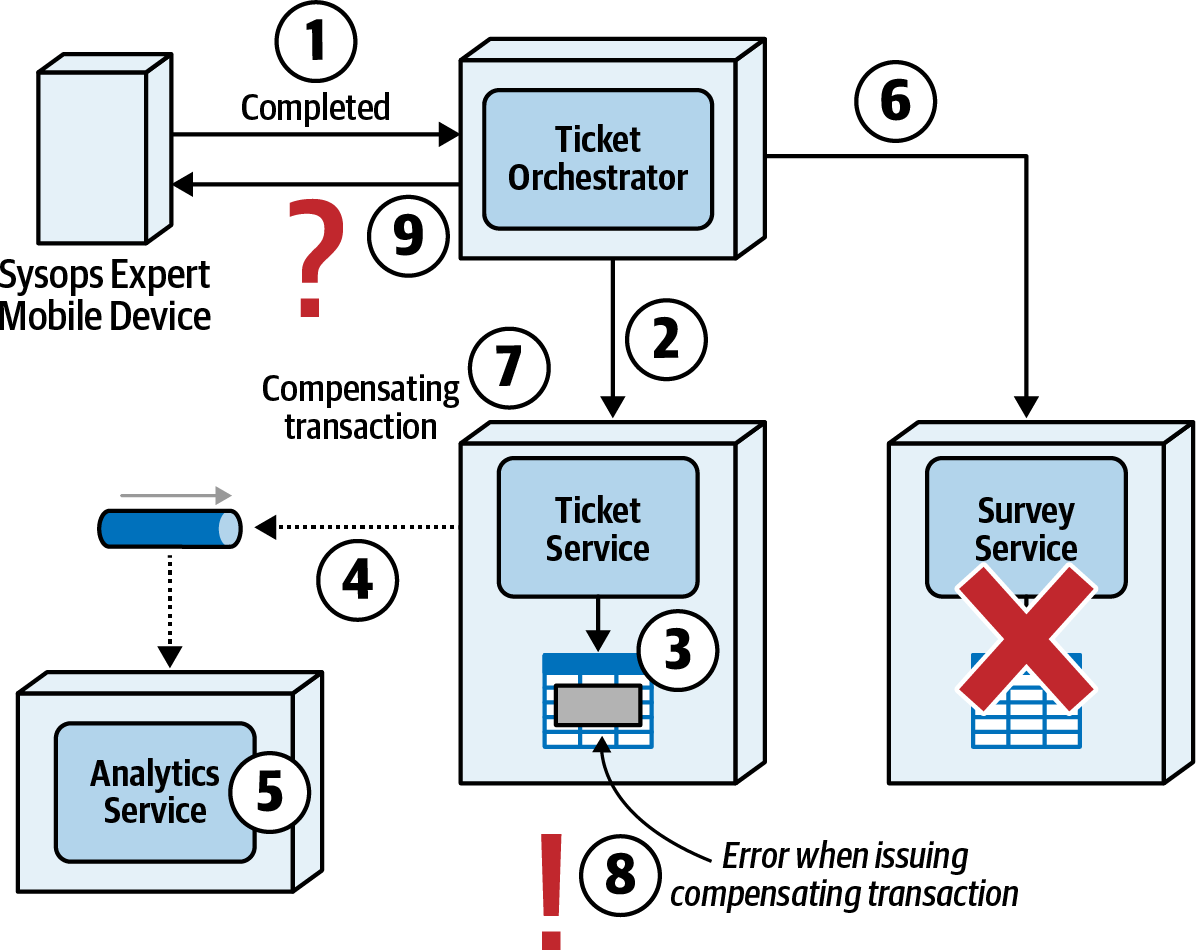 1
Completed
Ticket
Orchestrator
6
?
9
Sysops Expert
Mobile Device
2
7
Compensating
transaction
Ticket
Service
Survey
Service
4
3
Analytics
Service
5
!
8
Error when issuing
compensating transaction